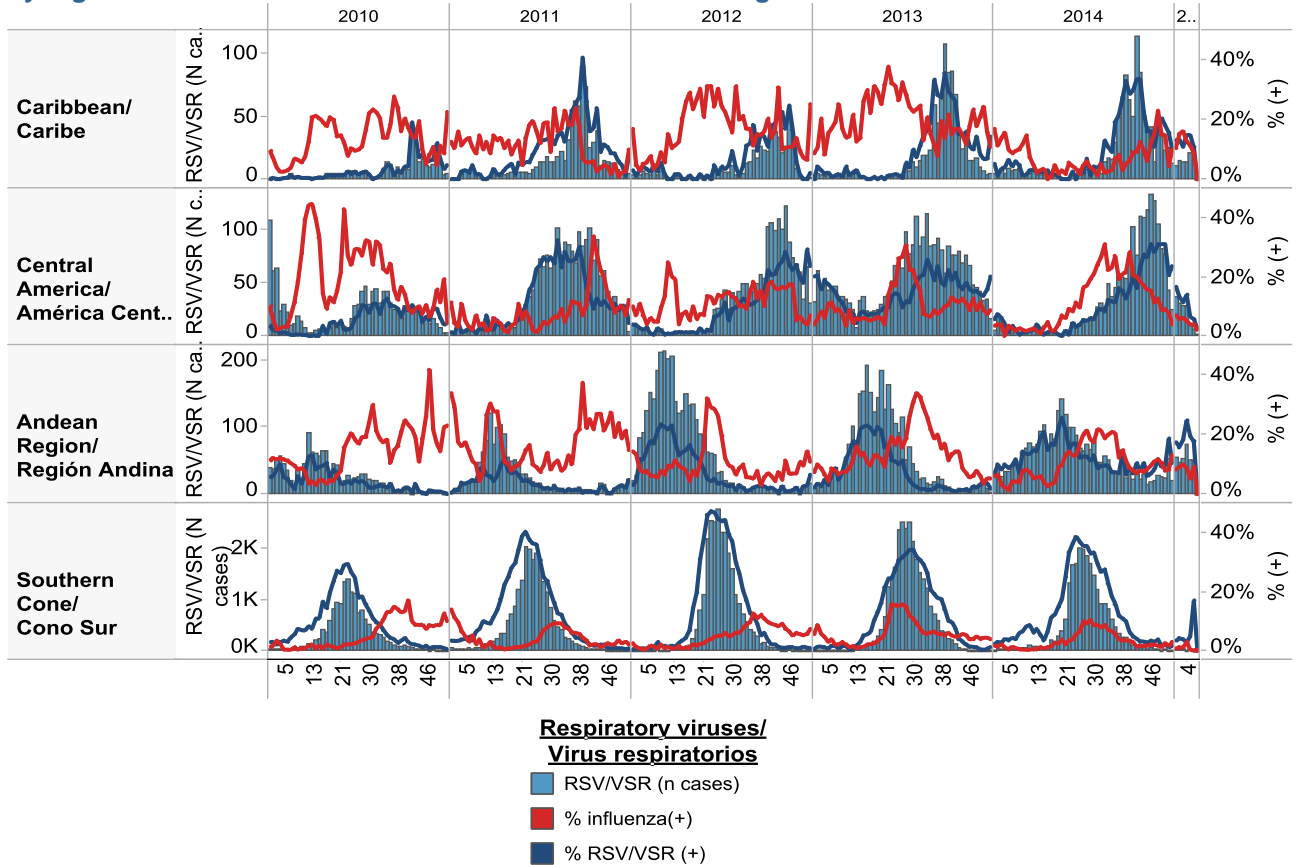 2010 2011 2012 2013 2014 2..
Caribbean/
Caribe
RSV/VSR (N ca..
100
50
0
40%
20%
0%
% (+)
Central
America/
América Cent..
RSV/VSR (N c..
100
50
0
40%
20%
0%
% (+)
Andean
Region/
Región Andina
RSV/VSR (N ca..
200
100
0
40%
20%
0%
% (+)
Southern
Cone/
Cono Sur
RSV/VSR (N
cases)
2K
1K
0K
40%
20%
0%
% (+)
5 13 21 30 38 46 5 13 21 30 38 46 5 13 21 30 38 46 5 13 21 30 38 46 5 13 21 30 38 46 4
Respiratory viruses/
Virus respiratorios
RSV/VSR (n cases)
% influenza(+)
% RSV/VSR (+)